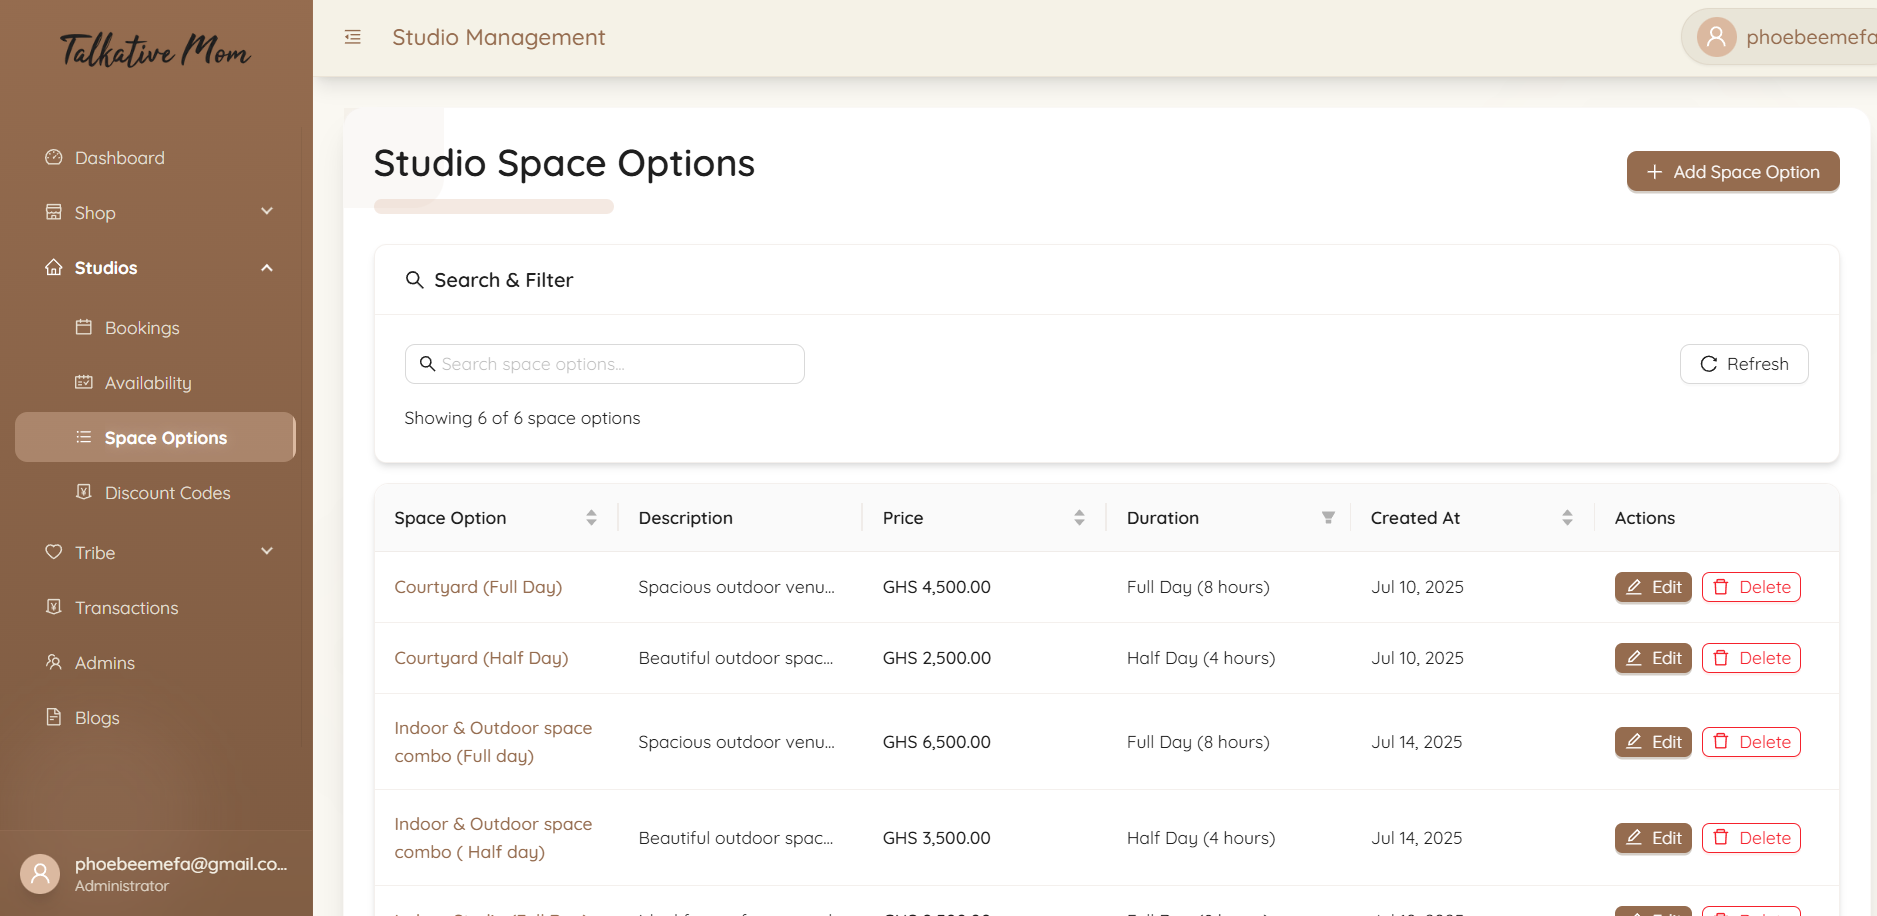 Talkative Mom
Studio Management
phoebeemefa
Dashboard
Shop
Studios
Bookings
Availability
Space Options
Discount Codes
Tribe
Transactions
Admins
Blogs
phoebeemefa@gmail.co...
Administrator
Studio Space Options
Add Space Option
Search & Filter
Search space options...
Refresh
Showing 6 of 6 space options
Space Option Description Price Duration Created At Actions
Courtyard (Full Day) Spacious outdoor venu... GHS 4,500.00 Full Day (8 hours) Jul 10, 2025 Edit Delete
Courtyard (Half Day) Beautiful outdoor spac... GHS 2,500.00 Half Day (4 hours) Jul 10, 2025 Edit Delete
Indoor & Outdoor space
combo (Full day) Spacious outdoor venu... GHS 6,500.00 Full Day (8 hours) Jul 14, 2025 Edit Delete
Indoor & Outdoor space
combo ( Half day) Beautiful outdoor spac... GHS 3,500.00 Half Day (4 hours) Jul 14, 2025 Edit Delete